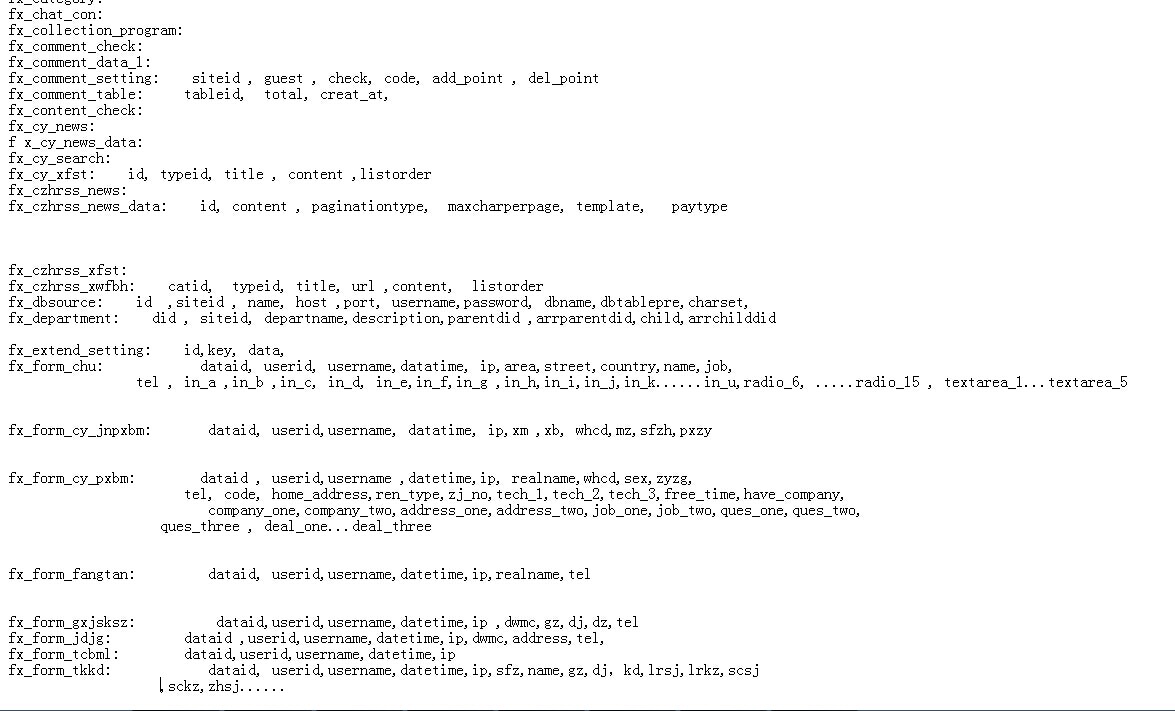 fx_category:
fx_chat_con:
fx_collection_program:
fx_comment_check:
fx_comment_data_1:
fx_comment_setting: siteid , guest , check, code, add_point , del_point
fx_comment_table: tableid, total, creat_at,
fx_content_check:
fx_cy_news:
f x_cy_news_data:
fx_cy_search:
fx_cy_xfst: id, typeid, title , content ,listorder
fx_czhrss_news:
fx_czhrss_news_data: id, content , paginationtype, maxcharperpage, template, paytype
fx_czhrss_xfst:
fx_czhrss_xwfbh: catid, typeid, title, url ,content, listorder
fx_dbsource: id ,siteid , name, host ,port, username,password, dbname,dbtablepre,charset,
fx_department: did , siteid, departname,description,parentdid ,arrparentdid,child,arrchilddid
fx_extend_setting: id,key, data,
fx_form_chu: dataid, userid, username,datatime, ip,area,street,country,name,job,
tel , in_a ,in_b ,in_c, in_d, in_e,in_f,in_g ,in_h,in_i,in_j,in_k......in_u,radio_6, .....radio_15 , textarea_1...textarea_5
fx_form_cy_jnpxbm: dataid, userid,username, datatime, ip,xm ,xb, whcd,mz,sfzh,pxzy
fx_form_cy_pxbm: dataid , userid,username ,datetime,ip, realname,whcd,sex,zyzg,
tel, code, home_address,ren_type,zj_no,tech_1,tech_2,tech_3,free_time,have_company,
company_one,company_two,address_one,address_two,job_one,job_two,ques_one,ques_two,
ques_three , deal_one...deal_three
fx_form_fangtan: dataid, userid,username,datetime,ip,realname,tel
fx_form_gxjsksz: dataid,userid,username,datetime,ip ,dwmc,gz,dj,dz,tel
fx_form_jdjg: dataid ,userid,username,datetime,ip,dwmc,address,tel,
fx_form_tcbml: dataid,userid,username,datetime,ip
fx_form_tkkd: dataid, userid,username,datetime,ip,sfz,name,gz,dj, kd,lrsj,lrkz,scsj
,sckz,zhsj......